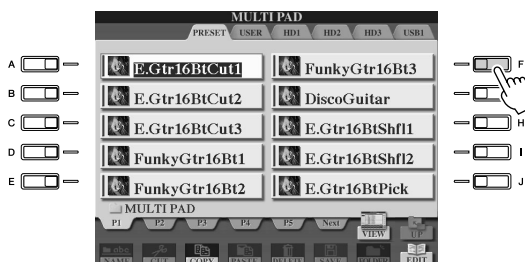 MULTI PAD
PRESET USER HD1 HD2 HD3 USB1
A E.Gtr16BtCut1 FunkyGtr16Bt3 F
B E.Gtr16BtCut2 DiscoGuitar
C E.Gtr16BtCut3 E.Gtr16BtShfl1 H
D FunkyGtr16Bt1 E.Gtr16BtShfl2 I
E FunkyGtr16Bt2 E.Gtr16BtPick J
MULTI PAD
P1 P2 P3 P4 P5 Next VIEW UP
abc
NAME CUT COPY PASTE DELETE SAVE FOLDER EDIT